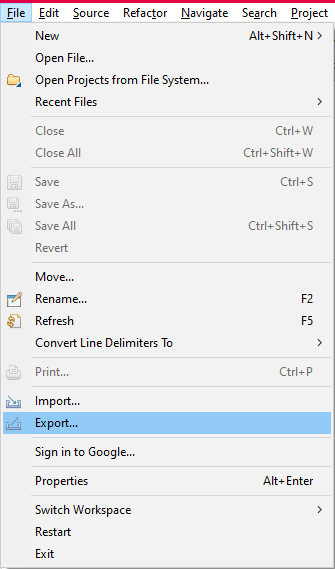 File Edit Source Refactor Navigate Search Project
New Alt+Shift+N >
Open File...
Open Projects from File System...
Recent Files >
Close Ctrl+W
Close All Ctrl+Shift+W
Save Ctrl+S
Save As...
Save All Ctrl+Shift+S
Revert
Move...
Rename... F2
Refresh F5
Convert Line Delimiters To >
Print... Ctrl+P
Import...
Export...
Sign in to Google...
Properties Alt+Enter
Switch Workspace >
Restart
Exit